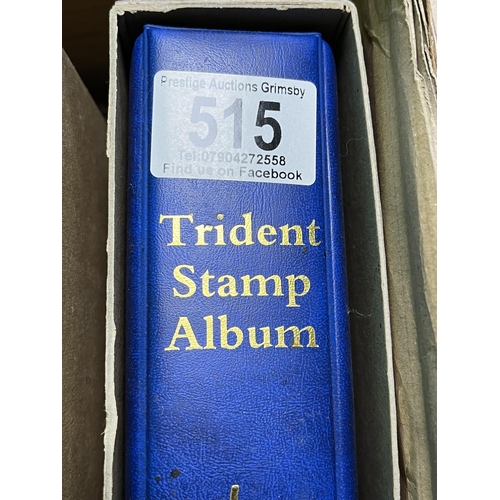 Prestige Auctions Grimsby
515
Tel:07904272558
Find us on Facebook
Trident
Stamp
Album